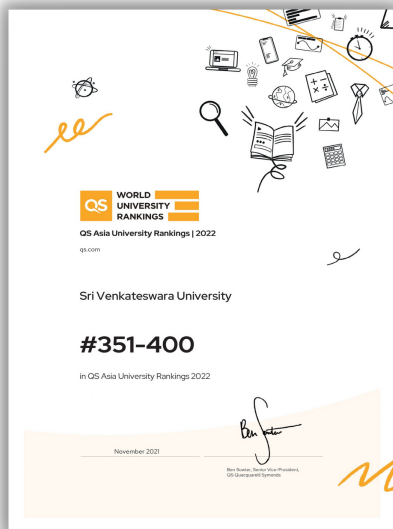 QS
WORLD
UNIVERSITY
RANKINGS
QS Asia University Rankings | 2022
qs.com
Sri Venkateswara University
#351-400
in QS Asia University Rankings 2022
November 2021
Ben Sowter, Senior Vice-President,
QS Quacquarelli Symonds